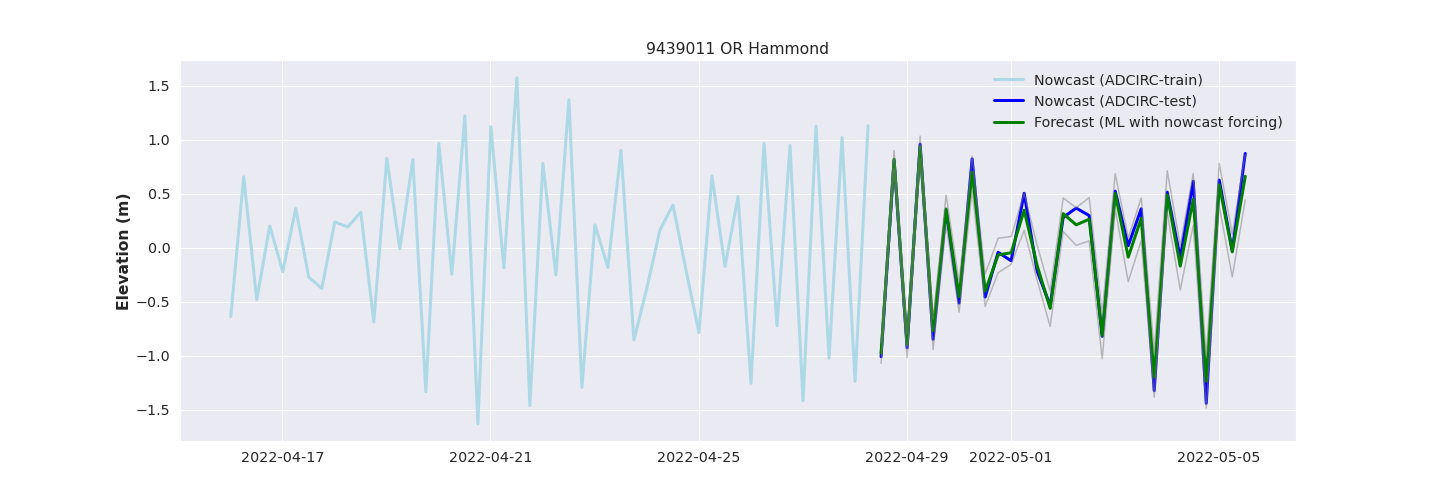 9439011 OR Hammond
Nowcast (ADCIRC-train)
Nowcast (ADCIRC-test)
Forecast (ML with nowcast forcing)
Elevation (m)
1.5
1.0
0.5
0.0
−0.5
−1.0
−1.5
2022-04-17 2022-04-21 2022-04-25 2022-04-29 2022-05-01 2022-05-05